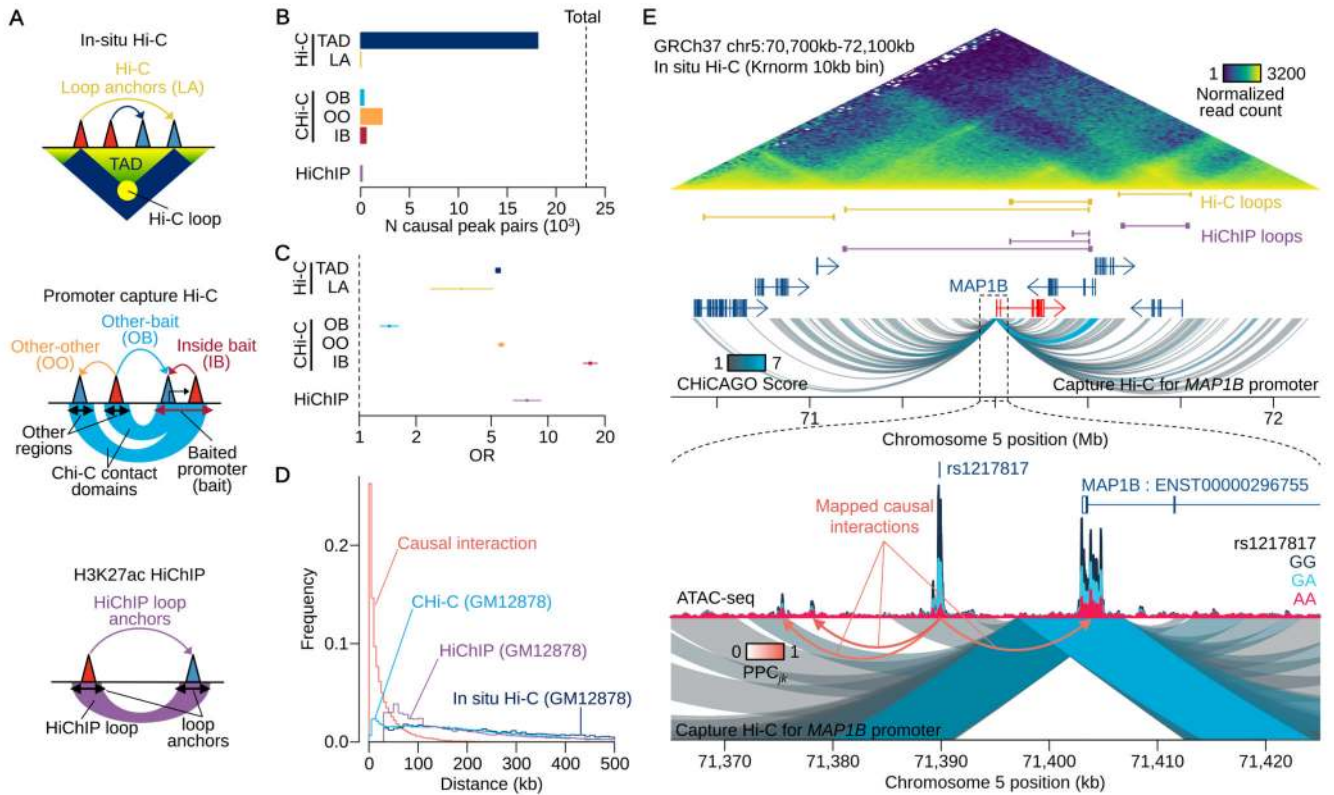 A
In-situ Hi-C
Hi-C
Loop anchors (LA)
TAD
Hi-C loop
Promoter capture Hi-C
Other-bait
(OB)
Other-other
(OO)
Inside bait
(IB)
Other
regions
Chi-C contact
domains
Baited
promoter
(bait)
H3K27ac HiChIP
HiChIP loop
anchors
HiChIP loop
loop
anchors
B
Total
Hi-C
TAD
LA
CHi-C
OB
OO
IB
HiChIP
0 5 10 15 20 25
N causal peak pairs (10³)
C
Hi-C
TAD
LA
CHi-C
OB
OO
IB
HiChIP
1 2 5 10 20
OR
D
Frequency
0.2
0.1
0.0
Causal interaction
CHi-C (GM12878)
HiChIP (GM12878)
In situ Hi-C (GM12878)
0 100 200 300 400 500
Distance (kb)
E
GRCh37 chr5:70,700kb-72,100kb
In situ Hi-C (Krnorm 10kb bin)
1 3200
Normalized
read count
Hi-C loops
HiChIP loops
MAP1B
1 7
CHiCAGO Score
Capture Hi-C for MAP1B promoter
71 72
Chromosome 5 position (Mb)
rs1217817
MAP1B : ENST00000296755
Mapped causal
interactions
rs1217817
GG
GA
AA
ATAC-seq
0 1
PPCjk
Capture Hi-C for MAP1B promoter
71,370 71,380 71,390 71,400 71,410 71,420
Chromosome 5 position (kb)